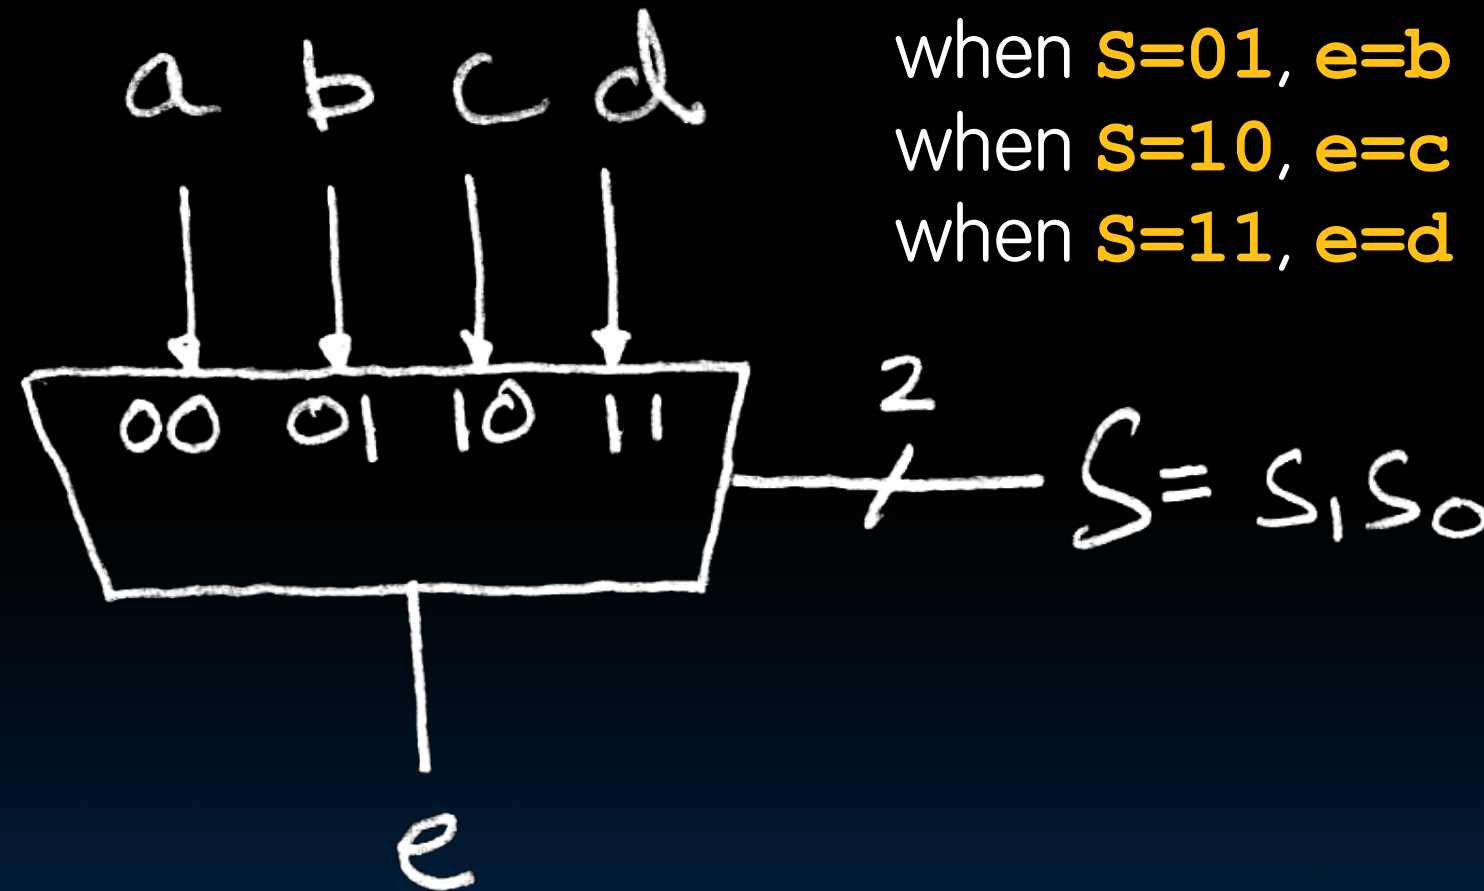 a b c d
when S=01, e=b
when S=10, e=c
when S=11, e=d
00 01 10 11
2
S= s₁s₀
e